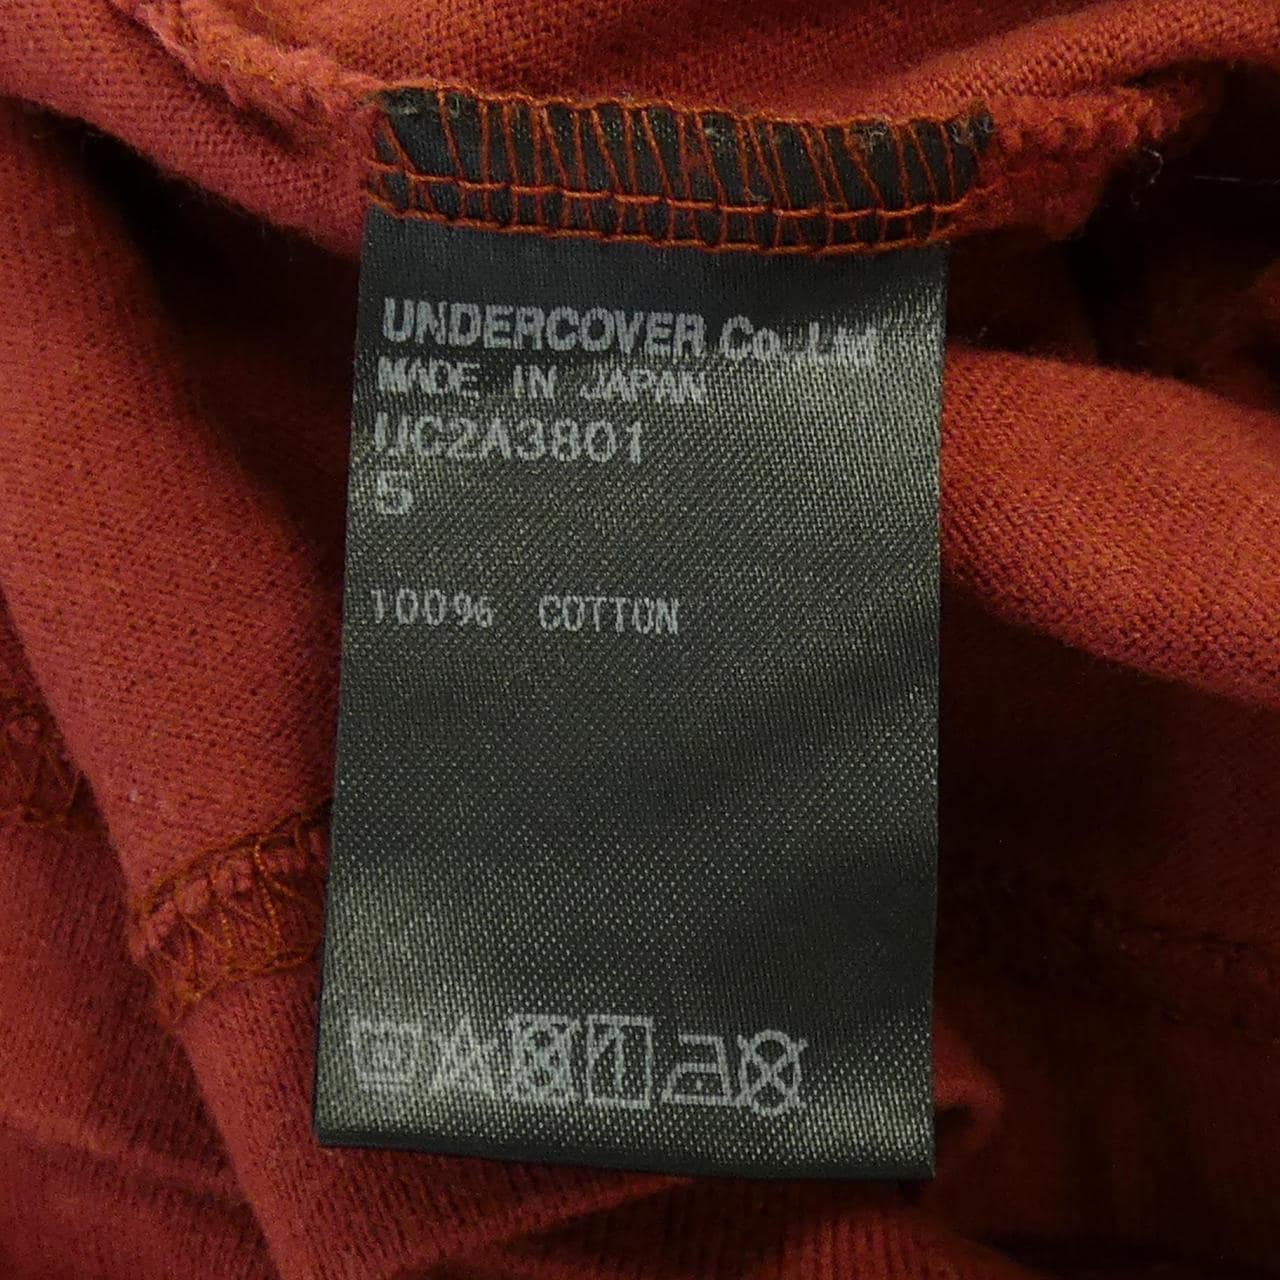 UNDERCOVER Co.,Ltd
MADE IN JAPAN
UC2A3801
5
100% COTTON